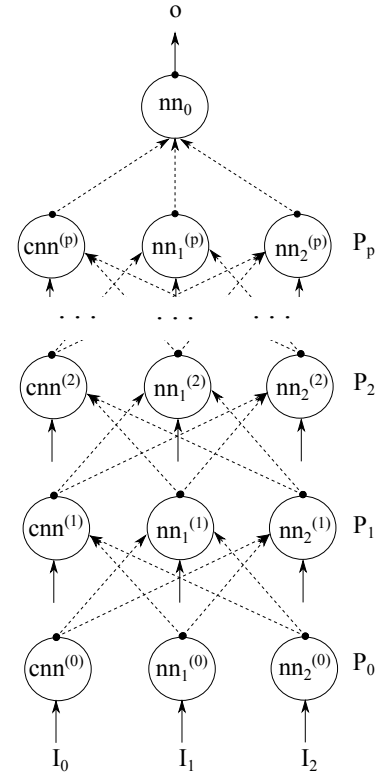 o
nn₀
cnn⁽ᵖ⁾ nn₁⁽ᵖ⁾ nn₂⁽ᵖ⁾ Pₚ
. . . . . . . . .
cnn⁽²⁾ nn₁⁽²⁾ nn₂⁽²⁾ P₂
cnn⁽¹⁾ nn₁⁽¹⁾ nn₂⁽¹⁾ P₁
cnn⁽⁰⁾ nn₁⁽⁰⁾ nn₂⁽⁰⁾ P₀
I₀ I₁ I₂